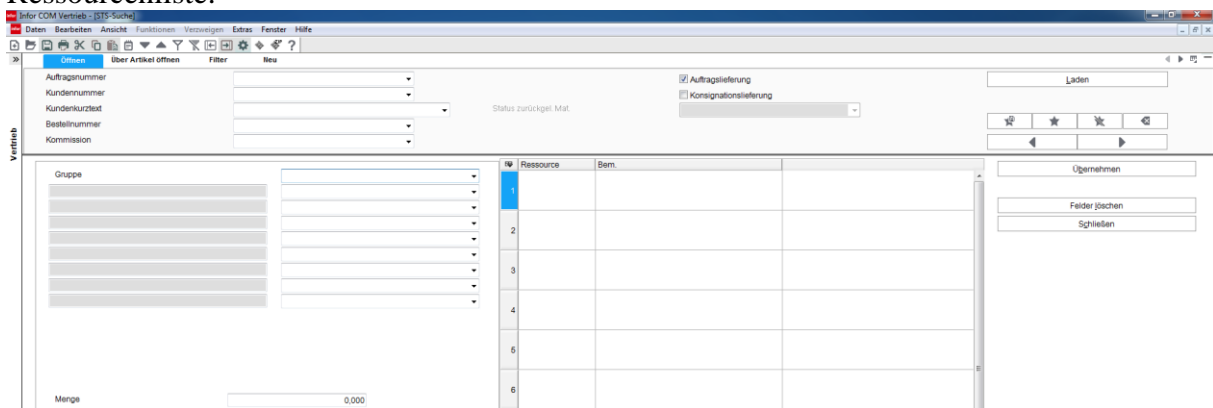 Ressourcenliste:
Infor COM Vertrieb - [STS-Suche]
Daten Bearbeiten Ansicht Funktionen Verzweigen Extras Fenster Hilfe
Öffnen Über Artikel öffnen Filter Neu
Auftragsnummer
Auftragslieferung
Laden
Kundennummer
Konsignationslieferung
Kundenkurztext
Status zurückgel. Mat.
Bestellnummer
Kommission
Vertrieb
Ressource Bem.
Gruppe
Übernehmen
1
Felder löschen
2
Schließen
3
4
5
6
Menge 0,000